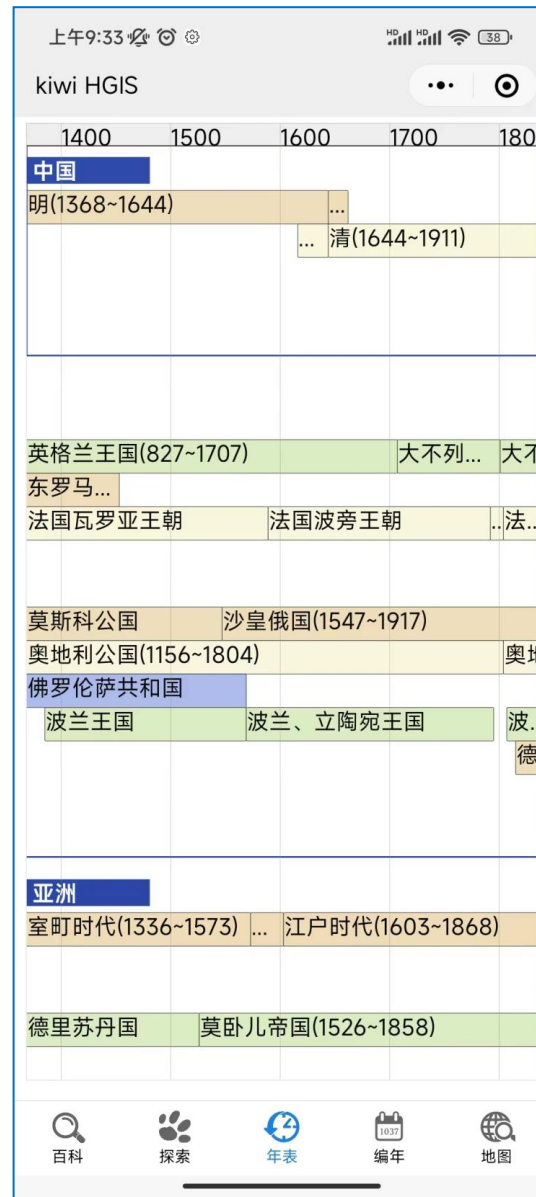 上午9:33
HD HD 38
kiwi HGIS
1400 1500 1600 1700 180
中国
明(1368~1644) ...
... 清(1644~1911)
英格兰王国(827~1707) 大不列... 大不
东罗马...
法国瓦罗亚王朝 法国波旁王朝 .. 法..
莫斯科公国 沙皇俄国(1547~1917)
奥地利公国(1156~1804) 奥地
佛罗伦萨共和国
波兰王国 波兰、立陶宛王国 波..
德
亚洲
室町时代(1336~1573) ... 江户时代(1603~1868)
德里苏丹国 莫卧儿帝国(1526~1858)
1037
百科 探索 年表 编年 地图